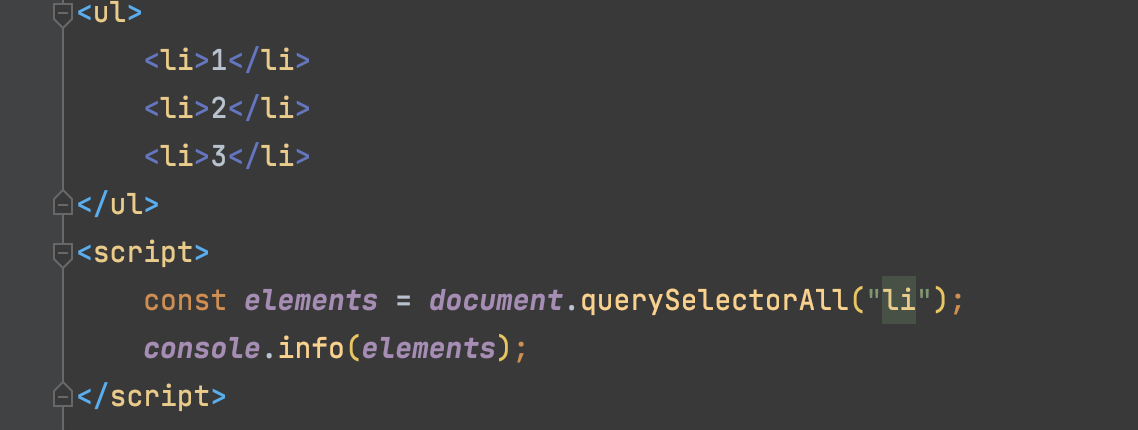 <ul>
    <li>1</li>
    <li>2</li>
    <li>3</li>
</ul>
<script>
    const elements = document.querySelectorAll("li");
    console.info(elements);
</script>